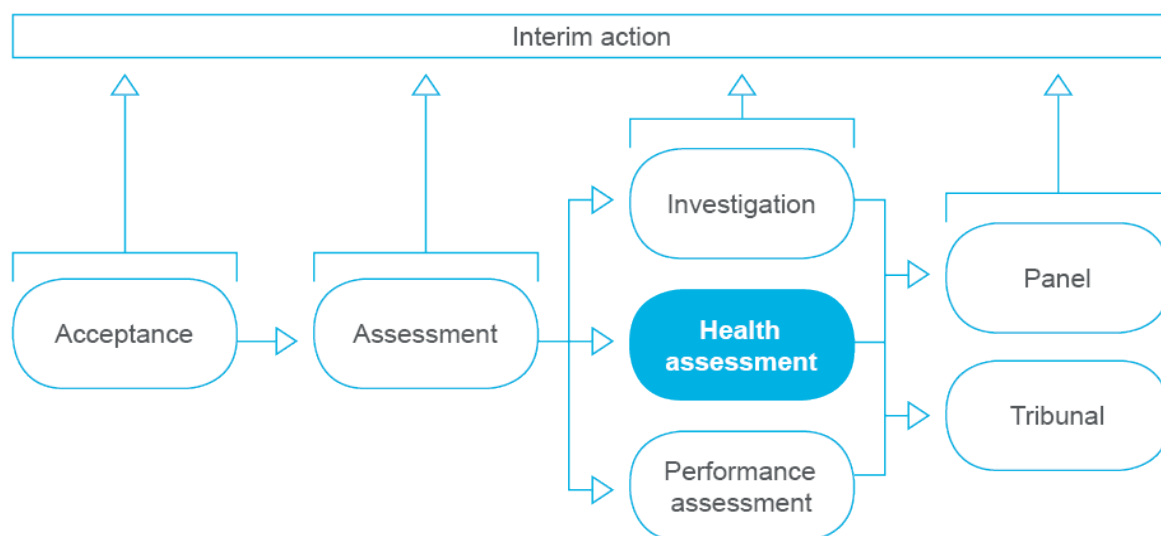 Interim action
Acceptance
Assessment
Investigation
Health
assessment
Performance
assessment
Panel
Tribunal